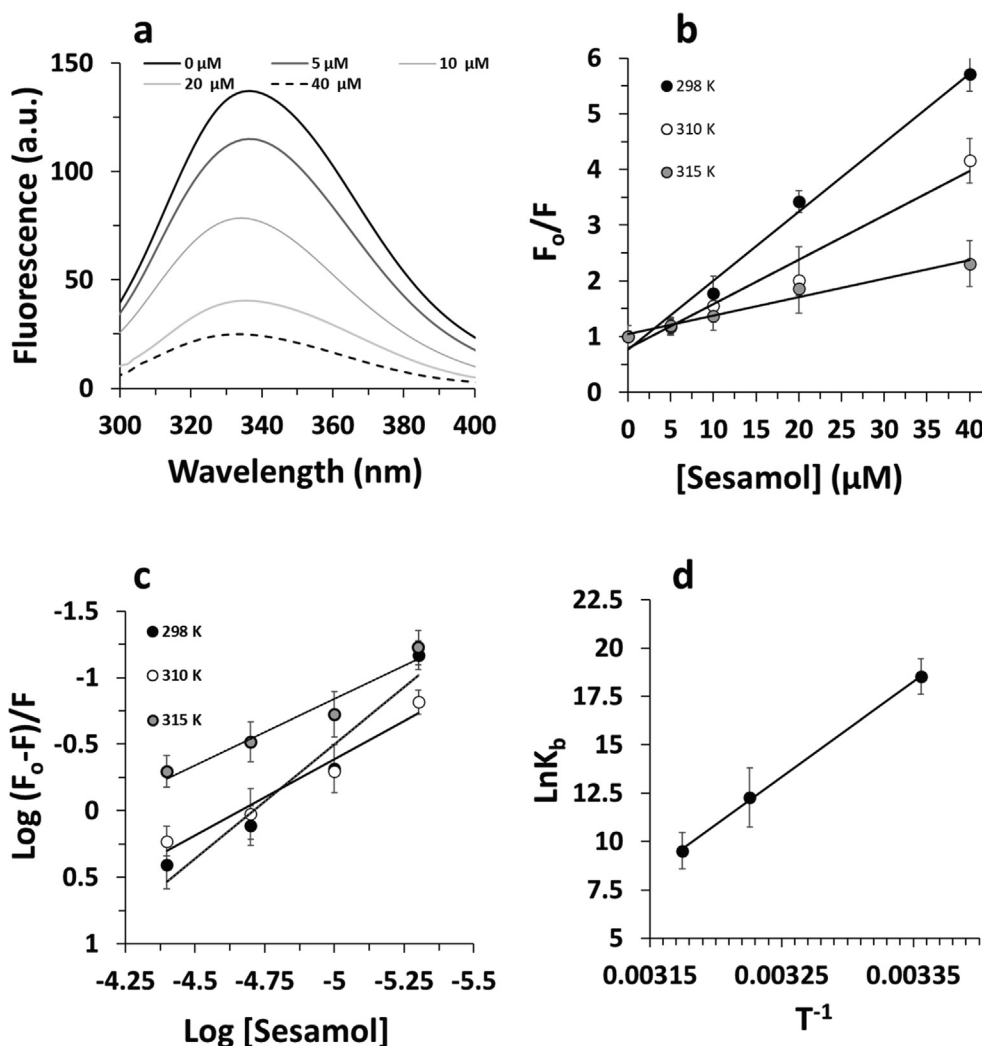 a
0 µM 5 µM 10 µM
20 µM 40 µM
150
100
50
0
300 320 340 360 380 400
Fluorescence (a.u.)
Wavelength (nm)
b
298 K
310 K
315 K
6
5
4
3
2
1
0
0 5 10 15 20 25 30 35 40
Fo/F
[Sesamol] (µM)
c
298 K
310 K
315 K
-1.5
-1
-0.5
0
0.5
1
-4.25 -4.5 -4.75 -5 -5.25 -5.5
Log (Fo-F)/F
Log [Sesamol]
d
22.5
20
17.5
15
12.5
10
7.5
5
0.00315 0.00325 0.00335
LnKb
T-1